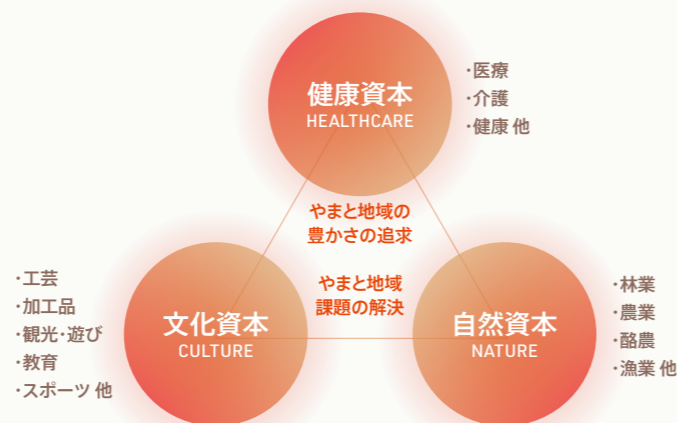 健康資本
HEALTHCARE
・医療
・介護
・健康 他
やまと地域の
豊かさの追求
やまと地域
課題の解決
文化資本
CULTURE
・工芸
・加工品
・観光・遊び
・教育
・スポーツ 他
自然資本
NATURE
・林業
・農業
・酪農
・漁業 他